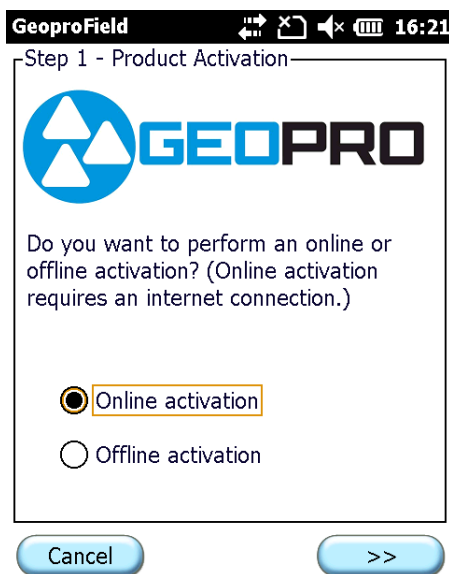 GeoproField 16:21
Step 1 - Product Activation
GEOPRO
Do you want to perform an online or
offline activation? (Online activation
requires an internet connection.)
Online activation
Offline activation
Cancel >>